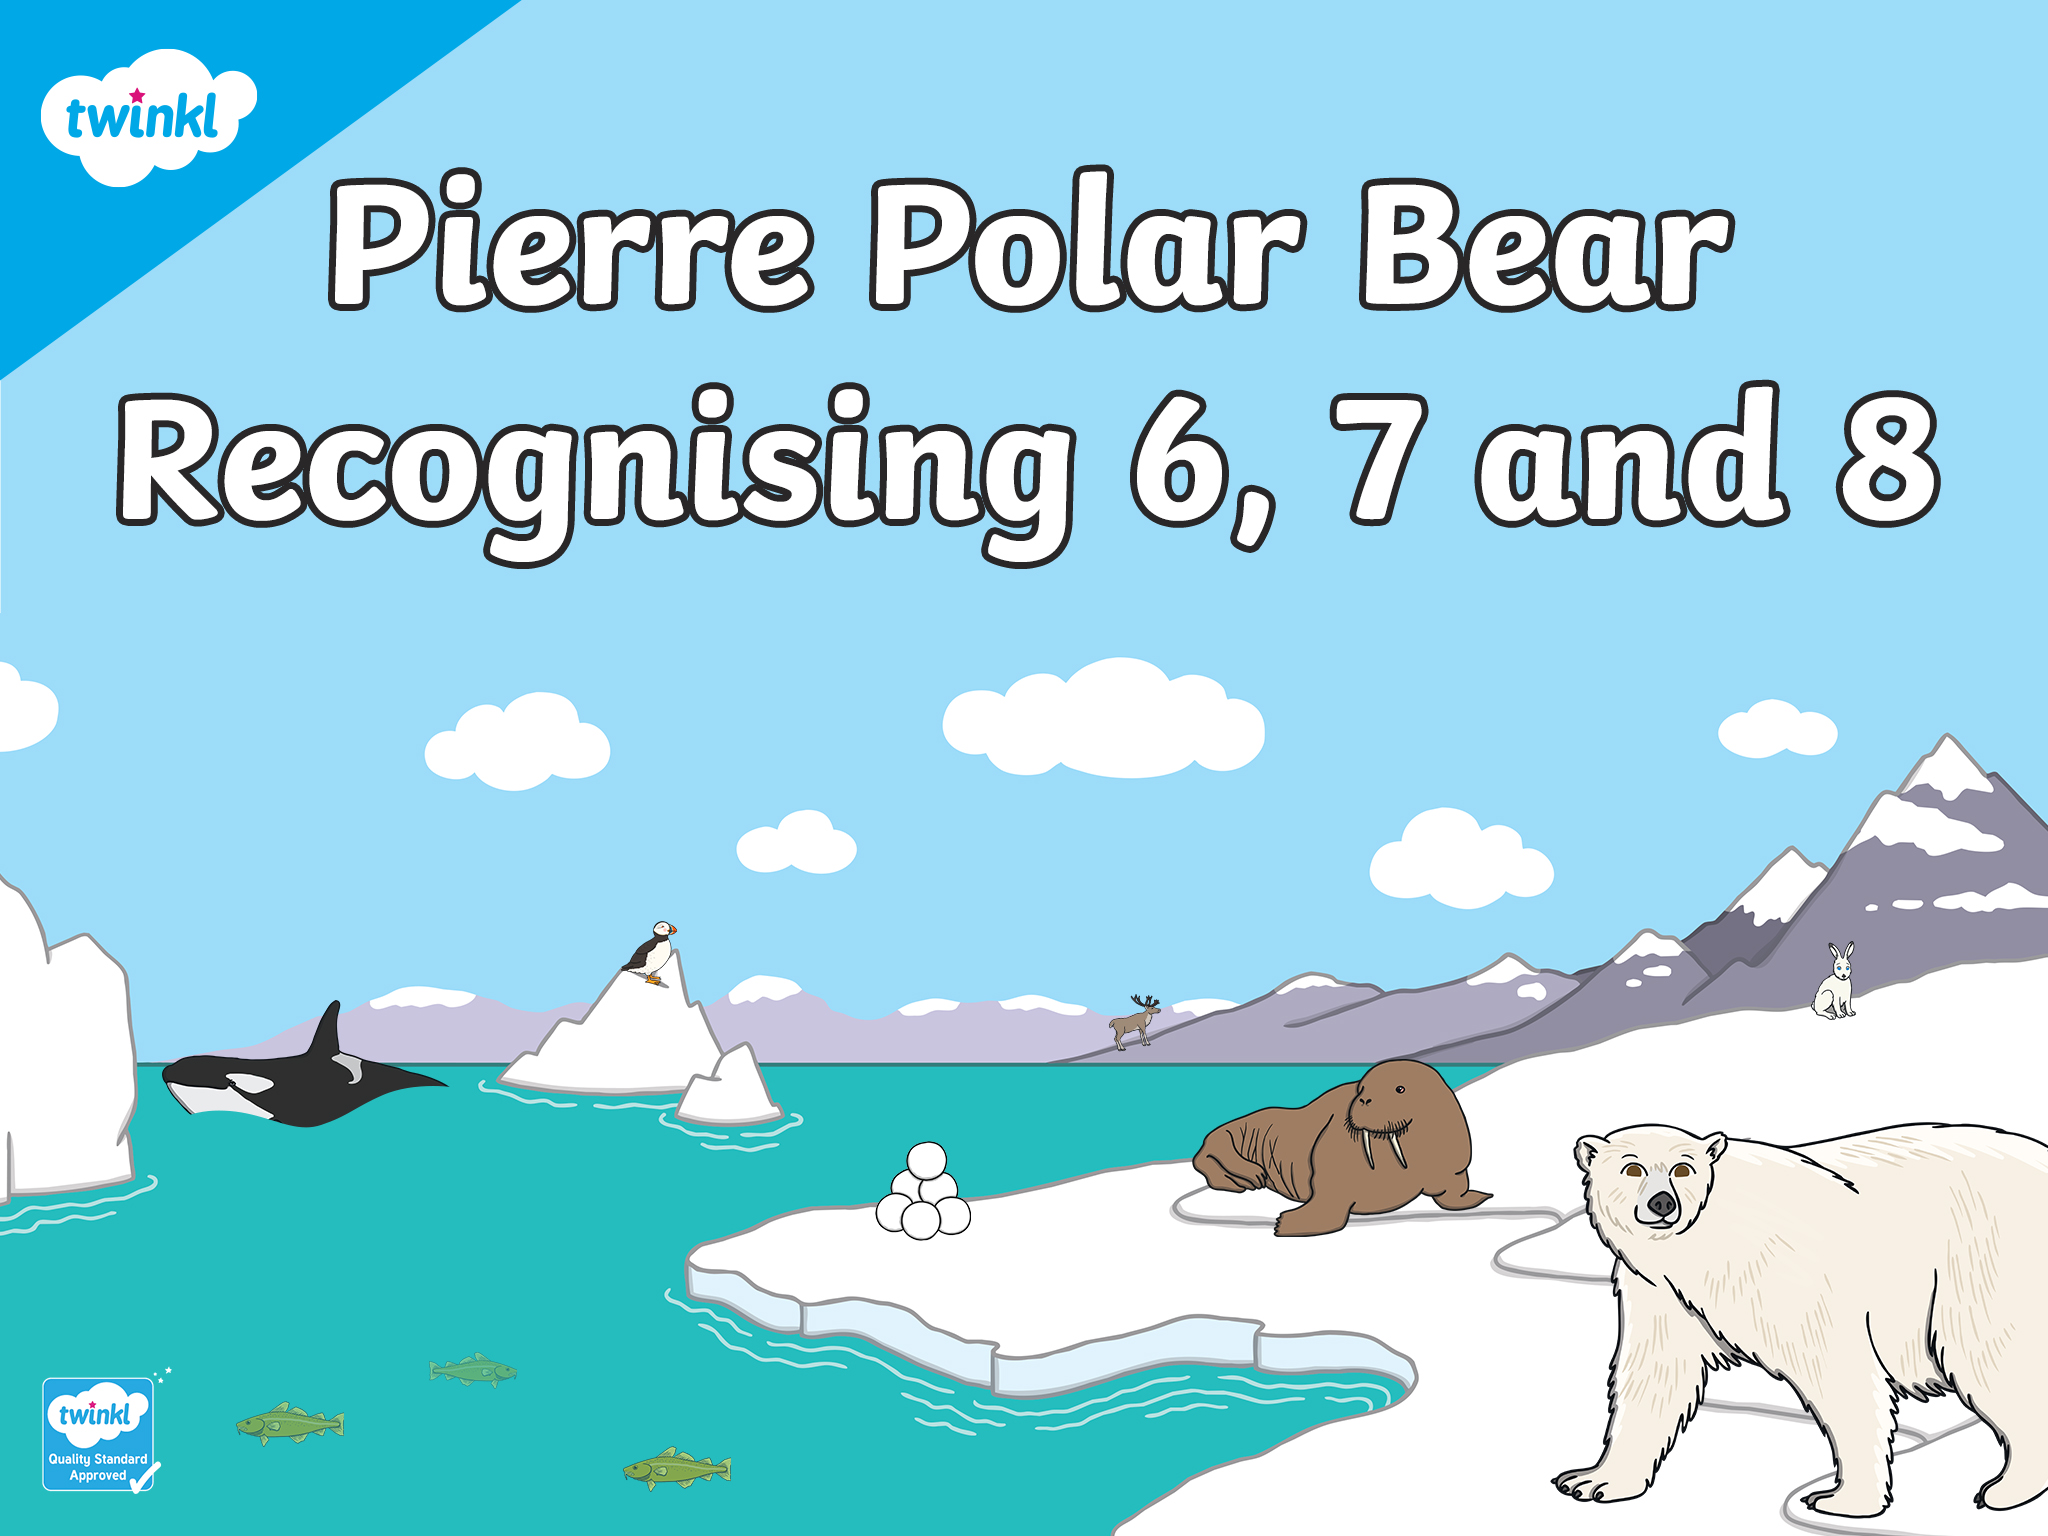 twinkl
Pierre Polar Bear
Recognising 6, 7 and 8
twinkl
Quality Standard
Approved